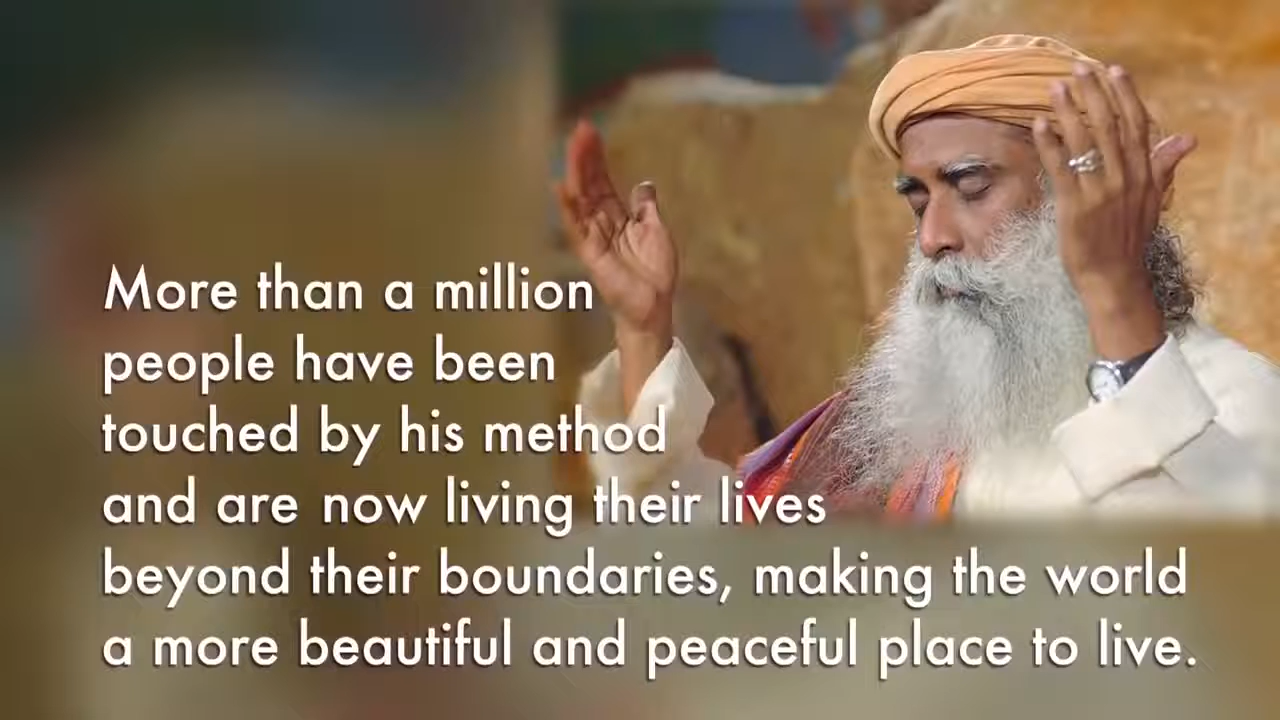 More than a million
people have been
touched by his method
and are now living their lives
beyond their boundaries, making the world
a more beautiful and peaceful place to live.